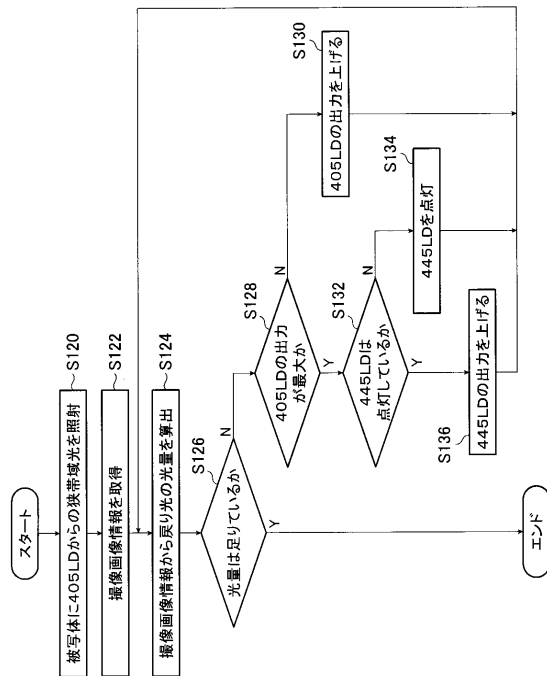 スタート
S120
被写体に405LDからの狭帯域光を照射
S122
撮像画像情報を取得
S124
撮像画像情報から戻り光の光量を算出
S126
光量は足りているか
N
Y
S128
405LDの出力
が最大か
N
Y
S130
405LDの出力を上げる
S132
445LDは
点灯しているか
N
Y
S134
445LDを点灯
S136
445LDの出力を上げる
エンド